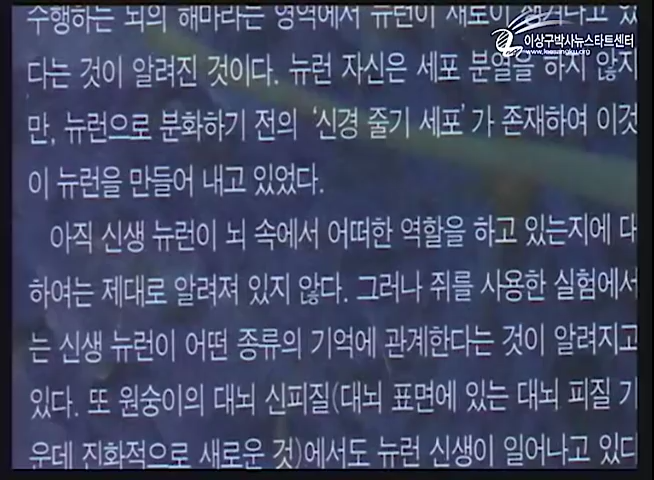 수행하는 뇌의 해마라는 영역에서 뉴런이 새로이 생겨나고 있
이상구박사뉴스타트센터
www.leesangku.org
다는 것이 알려진 것이다. 뉴런 자신은 세포 분열을 하지 않지
만, 뉴런으로 분화하기 전의 ‘신경 줄기 세포’가 존재하여 이것
이 뉴런을 만들어 내고 있었다.
아직 신생 뉴런이 뇌 속에서 어떠한 역할을 하고 있는지에 대
하여는 제대로 알려져 있지 않다. 그러나 쥐를 사용한 실험에서
는 신생 뉴런이 어떤 종류의 기억에 관계한다는 것이 알려지고
있다. 또 원숭이의 대뇌 신피질(대뇌 표면에 있는 대뇌 피질 가
운데 진화적으로 새로운 것)에서도 뉴런 신생이 일어나고 있다